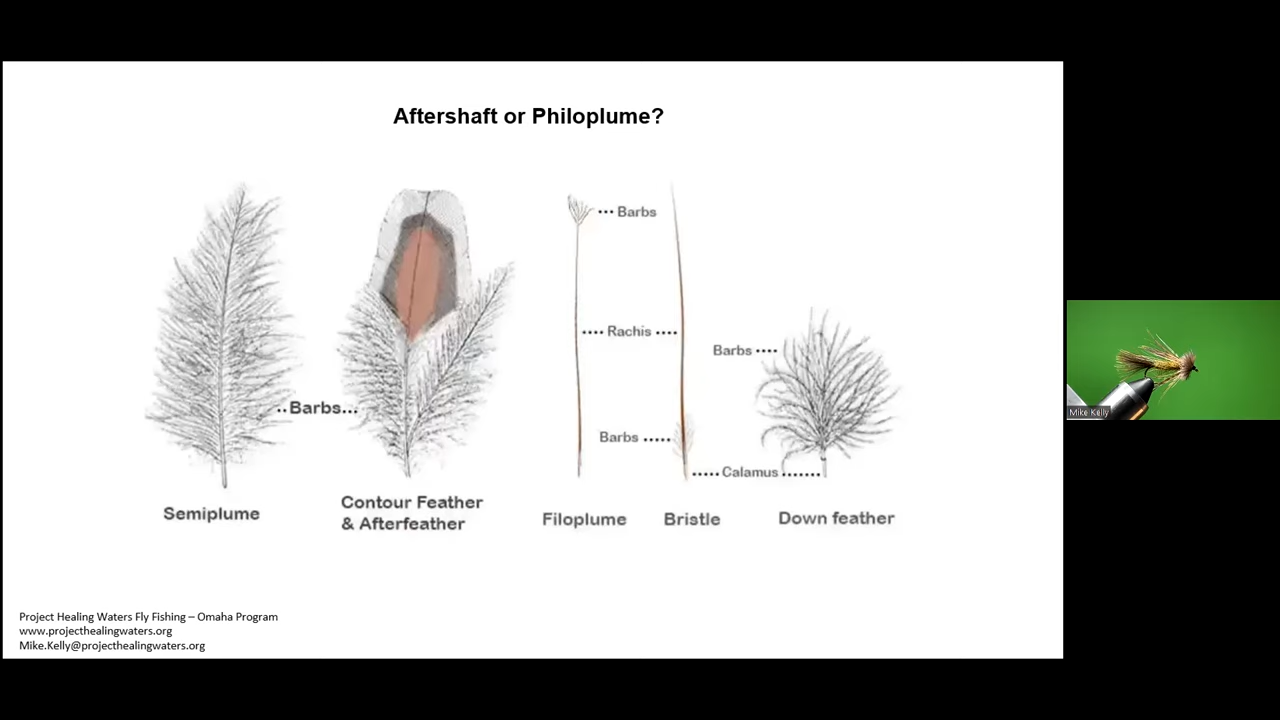 Aftershaft or Philoplume?
... Barbs
.... Rachis ....
Barbs ....
..Barbs...
Barbs .....
..... Calamus .......
Semiplume
Contour Feather
& Afterfeather
Filoplume
Bristle
Down feather
Mike Kelly
Project Healing Waters Fly Fishing – Omaha Program
www.projecthealingwaters.org
Mike.Kelly@projecthealingwaters.org